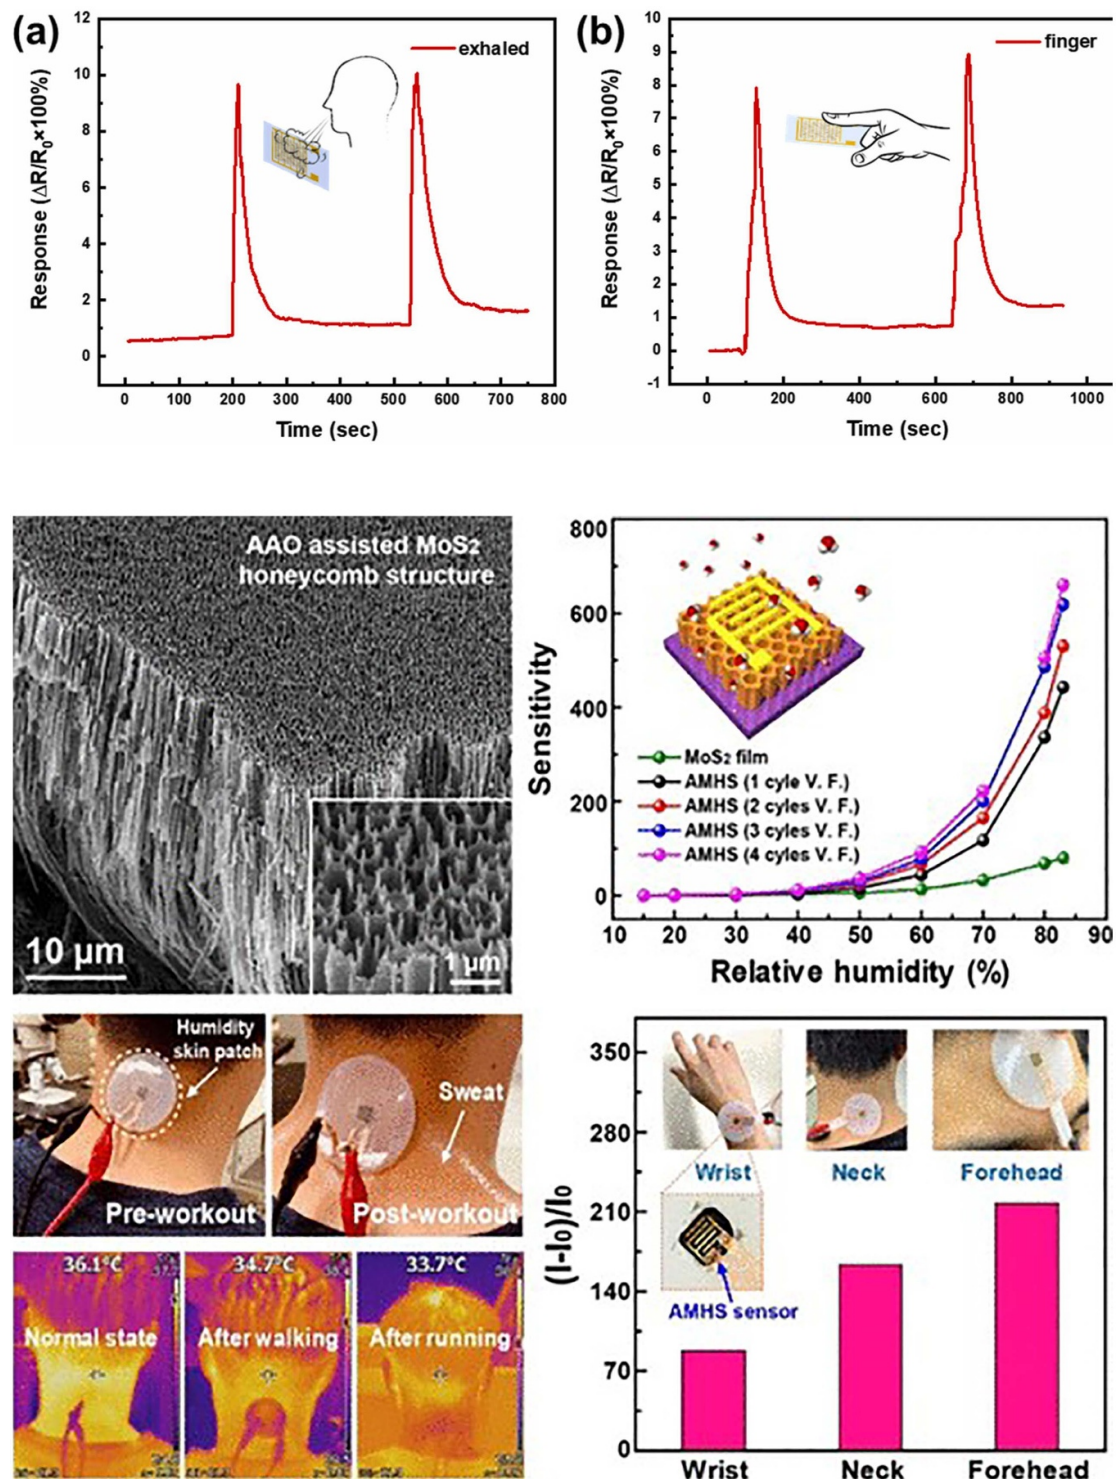 (a)
exhaled
Response (ΔR/R₀×100%)
12
10
8
6
4
2
0
0 100 200 300 400 500 600 700 800
Time (sec)
(b)
finger
Response (ΔR/R₀×100%)
10
9
8
7
6
5
4
3
2
1
0
-1
0 200 400 600 800 1000
Time (sec)
AAO assisted MoS₂
honeycomb structure
10 µm
1 µm
Sensitivity
800
600
400
200
0
MoS₂ film
AMHS (1 cyle V. F.)
AMHS (2 cyles V. F.)
AMHS (3 cyles V. F.)
AMHS (4 cyles V. F.)
10 20 30 40 50 60 70 80 90
Relative humidity (%)
Humidity
skin patch
Pre-workout
Sweat
Post-workout
36.1°C
Normal state
34.7°C
After walking
33.7°C
After running
(I-I₀)/I₀
350
280
210
140
70
0
Wrist
Neck
Forehead
AMHS sensor
Wrist Neck Forehead